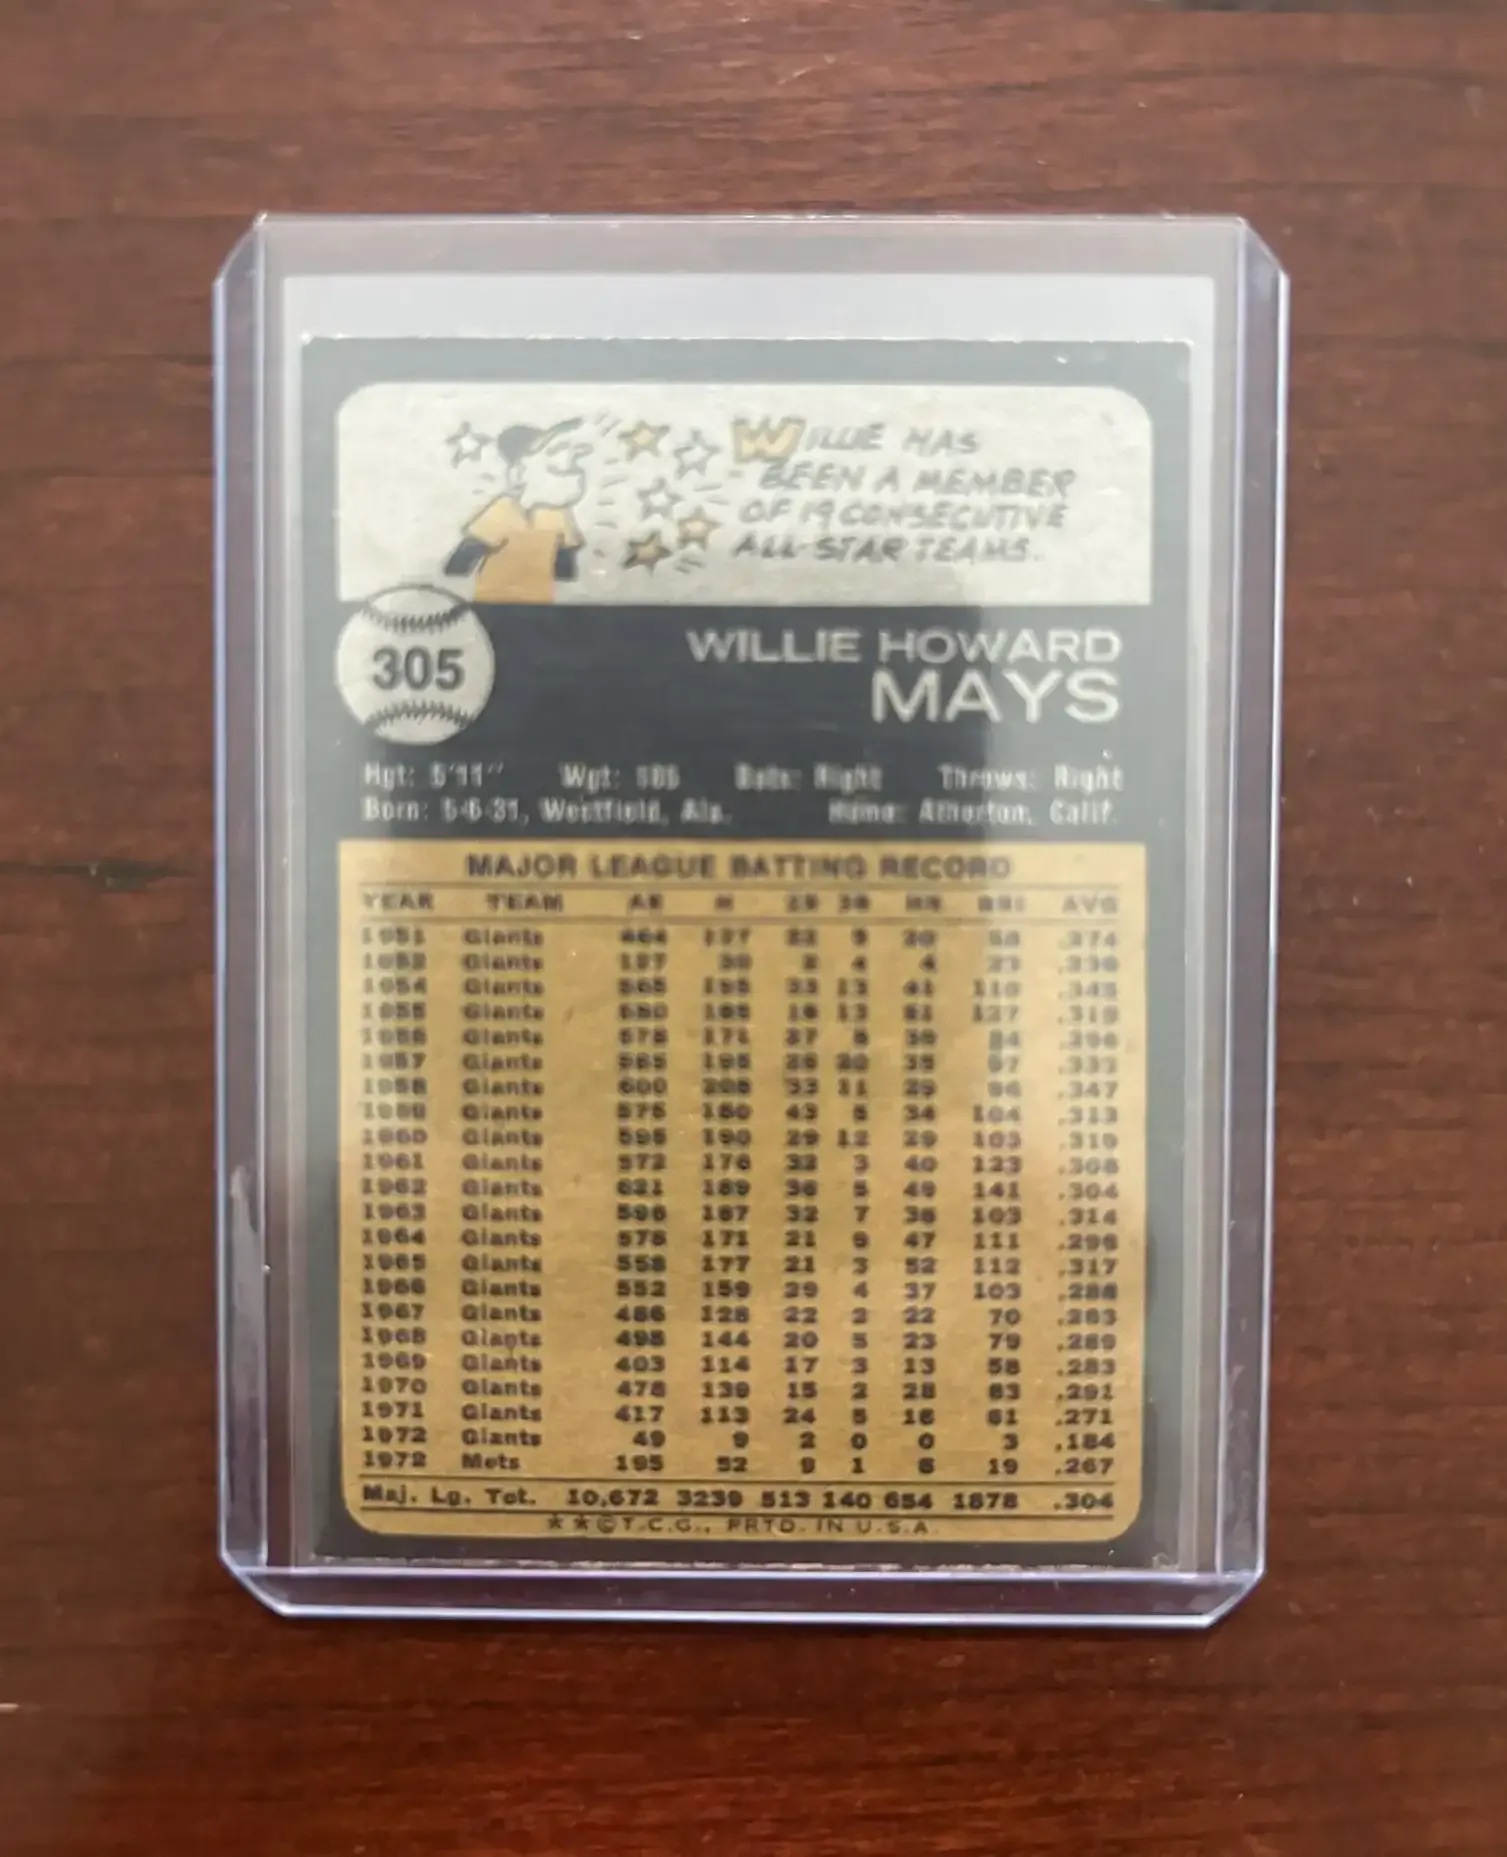 WILLIE HAS
BEEN A MEMBER
OF 19 CONSECUTIVE
ALL-STAR TEAMS.
305
WILLIE HOWARD
MAYS
Hgt: 5'11" Wgt: 185 Bats: Right Throws: Right
Born: 5-6-31, Westfield, Ala. Home: Atherton, Calif.
MAJOR LEAGUE BATTING RECORD
YEAR TEAM AB H 2B 3B HR RBI AVG
1951 Giants 464 127 22 5 20 68 .274
1952 Giants 127 30 2 4 4 23 .236
1954 Giants 565 195 33 13 41 110 .345
1955 Giants 580 185 18 13 51 127 .319
1956 Giants 578 171 27 8 36 84 .296
1957 Giants 585 195 26 20 35 97 .333
1958 Giants 600 208 33 11 29 96 .347
1959 Giants 575 180 43 5 34 104 .313
1960 Giants 595 190 29 12 29 103 .319
1961 Giants 572 176 32 3 40 123 .308
1962 Giants 621 189 36 5 49 141 .304
1963 Giants 596 187 32 7 38 103 .314
1964 Giants 578 171 21 9 47 111 .296
1965 Giants 558 177 21 3 52 112 .317
1966 Giants 552 159 29 4 37 103 .288
1967 Giants 486 128 22 2 22 70 .263
1968 Giants 498 144 20 5 23 79 .289
1969 Giants 403 114 17 3 13 58 .283
1970 Giants 478 139 15 2 28 83 .291
1971 Giants 417 113 24 5 18 61 .271
1972 Giants 49 9 2 0 0 3 .184
1972 Mets 195 52 9 1 8 19 .267
Maj. Lg. Tot. 10,672 3239 513 140 654 1878 .304
**©T.C.G., PRTD. IN U.S.A.